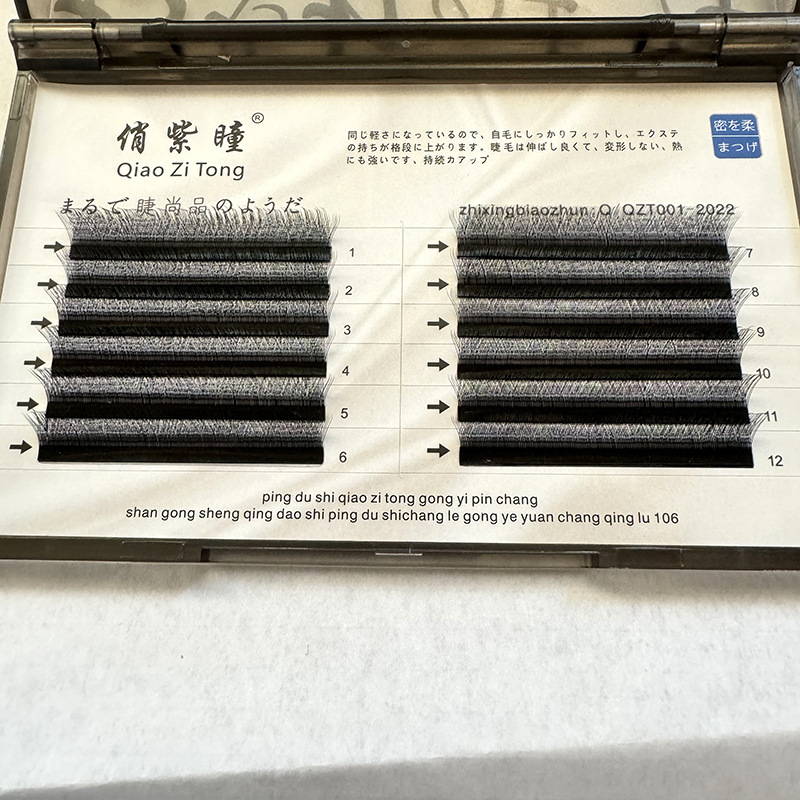 俏紫瞳®
Qiao Zi Tong
まるで睫尚品のようだ
同じ軽さになっているので、自毛にしっかりフィットし、エクステ
の持ちが格段に上がります。睫毛は伸ばし良くて、変形しない、熱
にも強いです、持続カアップ
密を柔
まつげ
zhixingbiaozhun:Q/QZT001-2022
1
2
3
4
5
6
7
8
9
10
11
12
ping du shi qiao zi tong gong yi pin chang
shan gong sheng qing dao shi ping du shichang le gong ye yuan chang qing lu 106